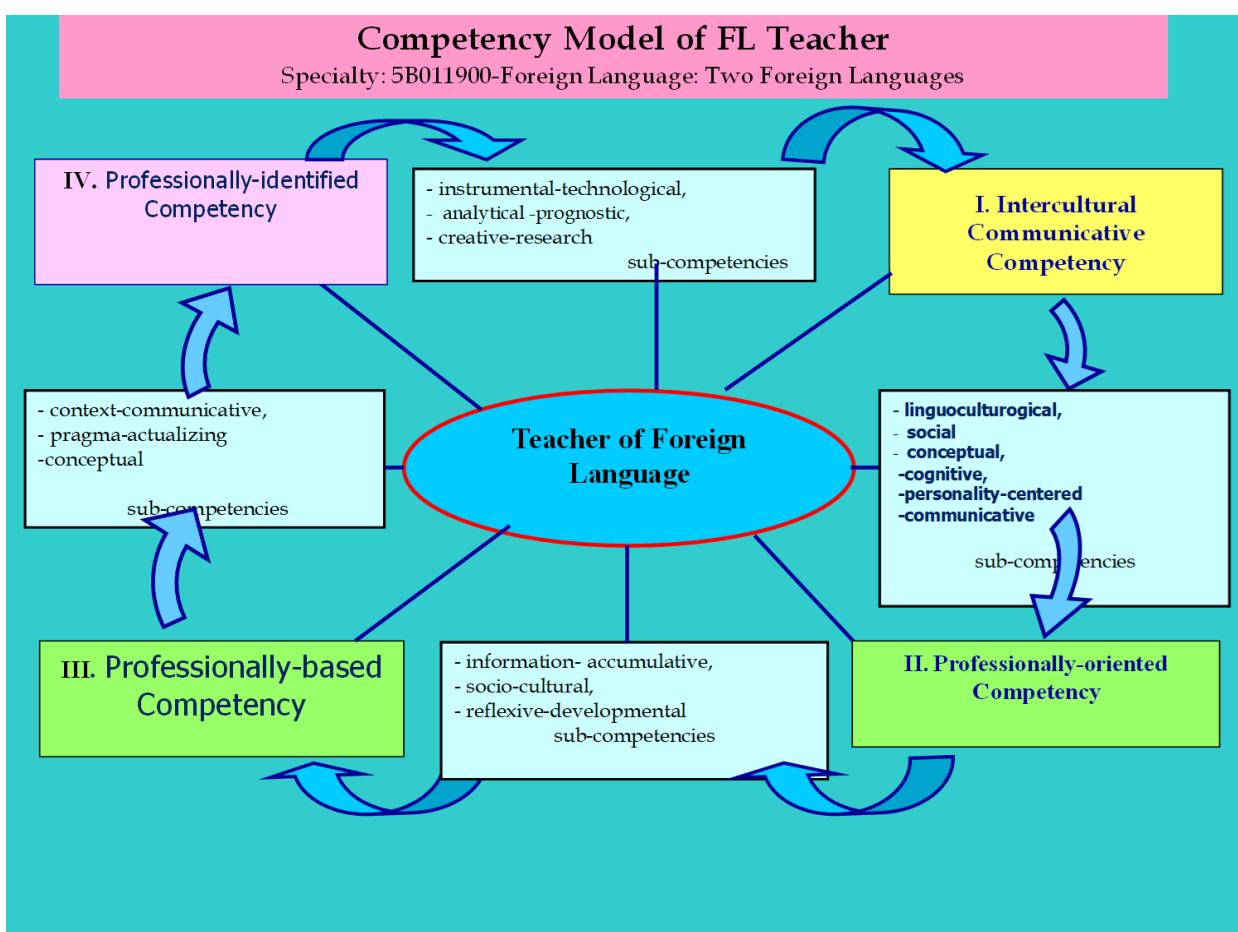 Competency Model of FL Teacher
Specialty: 5B011900-Foreign Language: Two Foreign Languages
IV. Professionally-identified
Competency
- instrumental-technological,
- analytical -prognostic,
- creative-research
sub-competencies
I. Intercultural
Communicative
Competency
- context-communicative,
- pragma-actualizing
-conceptual
sub-competencies
Teacher of Foreign
Language
- linguoculturogical,
- social
- conceptual,
-cognitive,
-personality-centered
-communicative
sub-competencies
III. Professionally-based
Competency
- information- accumulative,
- socio-cultural,
- reflexive-developmental
sub-competencies
II. Professionally-oriented
Competency